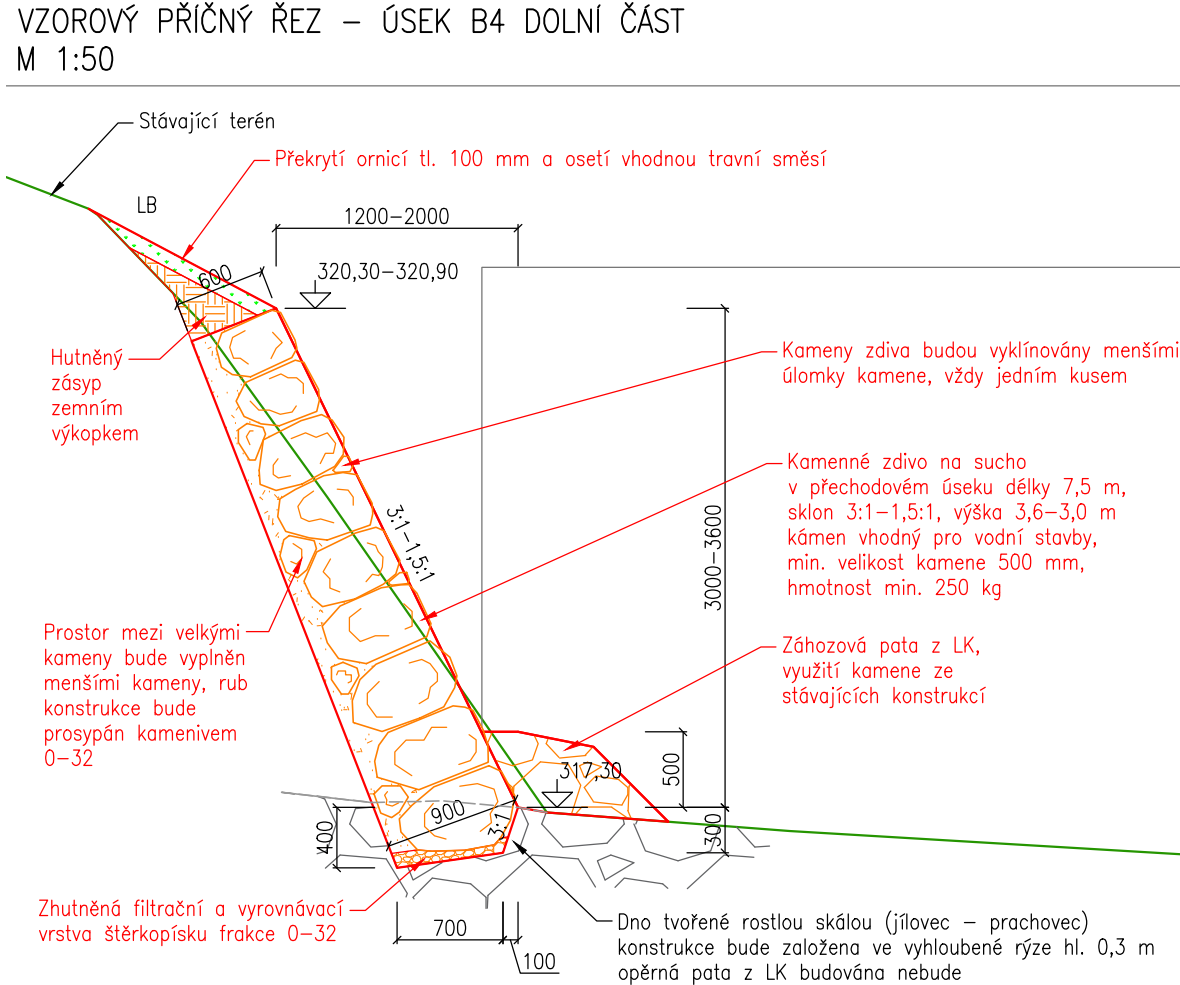 VZOROVÝ PŘÍČNÝ ŘEZ – ÚSEK B4 DOLNÍ ČÁST
M 1:50
Stávající terén
Překrytí ornicí tl. 100 mm a osetí vhodnou travní směsí
LB
1200–2000
600
320,30–320,90
Hutněný
zásyp
zemním
výkopkem
Kameny zdiva budou vyklínovány menšími
úlomky kamene, vždy jedním kusem
Kamenné zdivo na sucho
v přechodovém úseku délky 7,5 m,
sklon 3:1–1,5:1, výška 3,6–3,0 m
kámen vhodný pro vodní stavby,
min. velikost kamene 500 mm,
hmotnost min. 250 kg
3:1–1,5:1
3000–3600
Prostor mezi velkými
kameny bude vyplněn
menšími kameny, rub
konstrukce bude
prosypán kamenivem
0–32
Záhozová pata z LK,
využití kamene ze
stávajících konstrukcí
317,30
500
900
3:1
400
300
Zhutněná filtrační a vyrovnávací
vrstva štěrkopísku frakce 0–32
700
100
Dno tvořené rostlou skálou (jílovec – prachovec)
konstrukce bude založena ve vyhloubené rýze hl. 0,3 m
opěrná pata z LK budována nebude